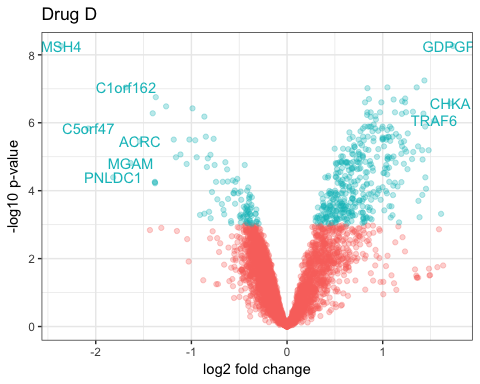 Drug D
8
6
4
2
0
-log10 p-value
MSH4
GDPGP
C1orf162
CHKA
TRAF6
C5orf47
AORC
MGAM
PNLDC1
-2
-1
0
1
log2 fold change